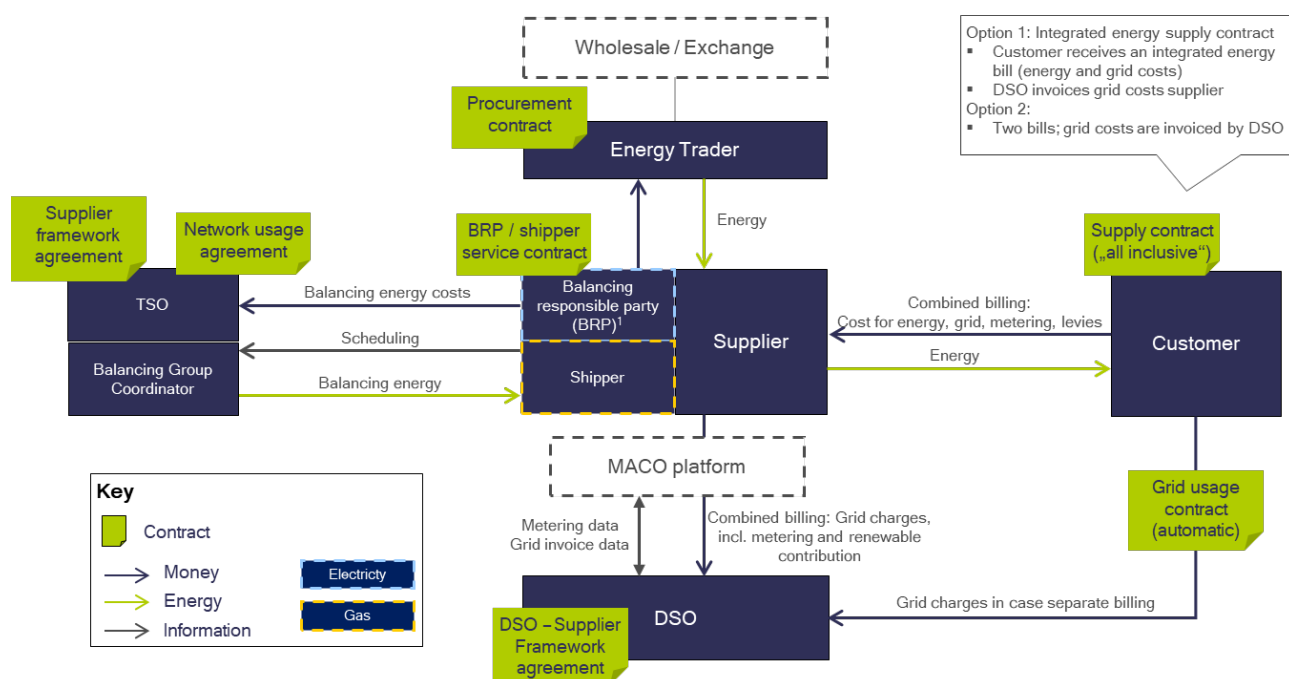 Wholesale / Exchange
Option 1: Integrated energy supply contract
▪ Customer receives an integrated energy
bill (energy and grid costs)
▪ DSO invoices grid costs supplier
Option 2:
▪ Two bills; grid costs are invoiced by DSO
Procurement
contract
Energy Trader
Supplier
framework
agreement
Network usage
agreement
BRP / shipper
service contract
Energy
Supply contract
(„all inclusive“)
TSO
Balancing energy costs
Balancing
responsible party
(BRP)1
Supplier
Combined billing:
Cost for energy, grid, metering, levies
Customer
Scheduling
Energy
Balancing Group
Coordinator
Balancing energy
Shipper
MACO platform
Key
Contract
Money
Energy
Information
Electricty
Gas
Metering data
Grid invoice data
Combined billing: Grid charges,
incl. metering and renewable
contribution
Grid usage
contract
(automatic)
DSO
Grid charges in case separate billing
DSO – Supplier
Framework
agreement